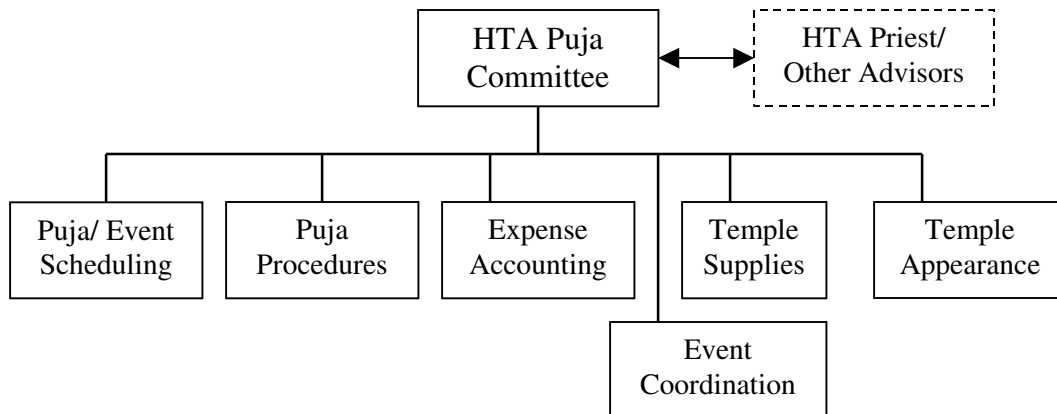 HTA Puja
Committee
HTA Priest/
Other Advisors
Puja/ Event
Scheduling
Puja
Procedures
Expense
Accounting
Temple
Supplies
Temple
Appearance
Event
Coordination